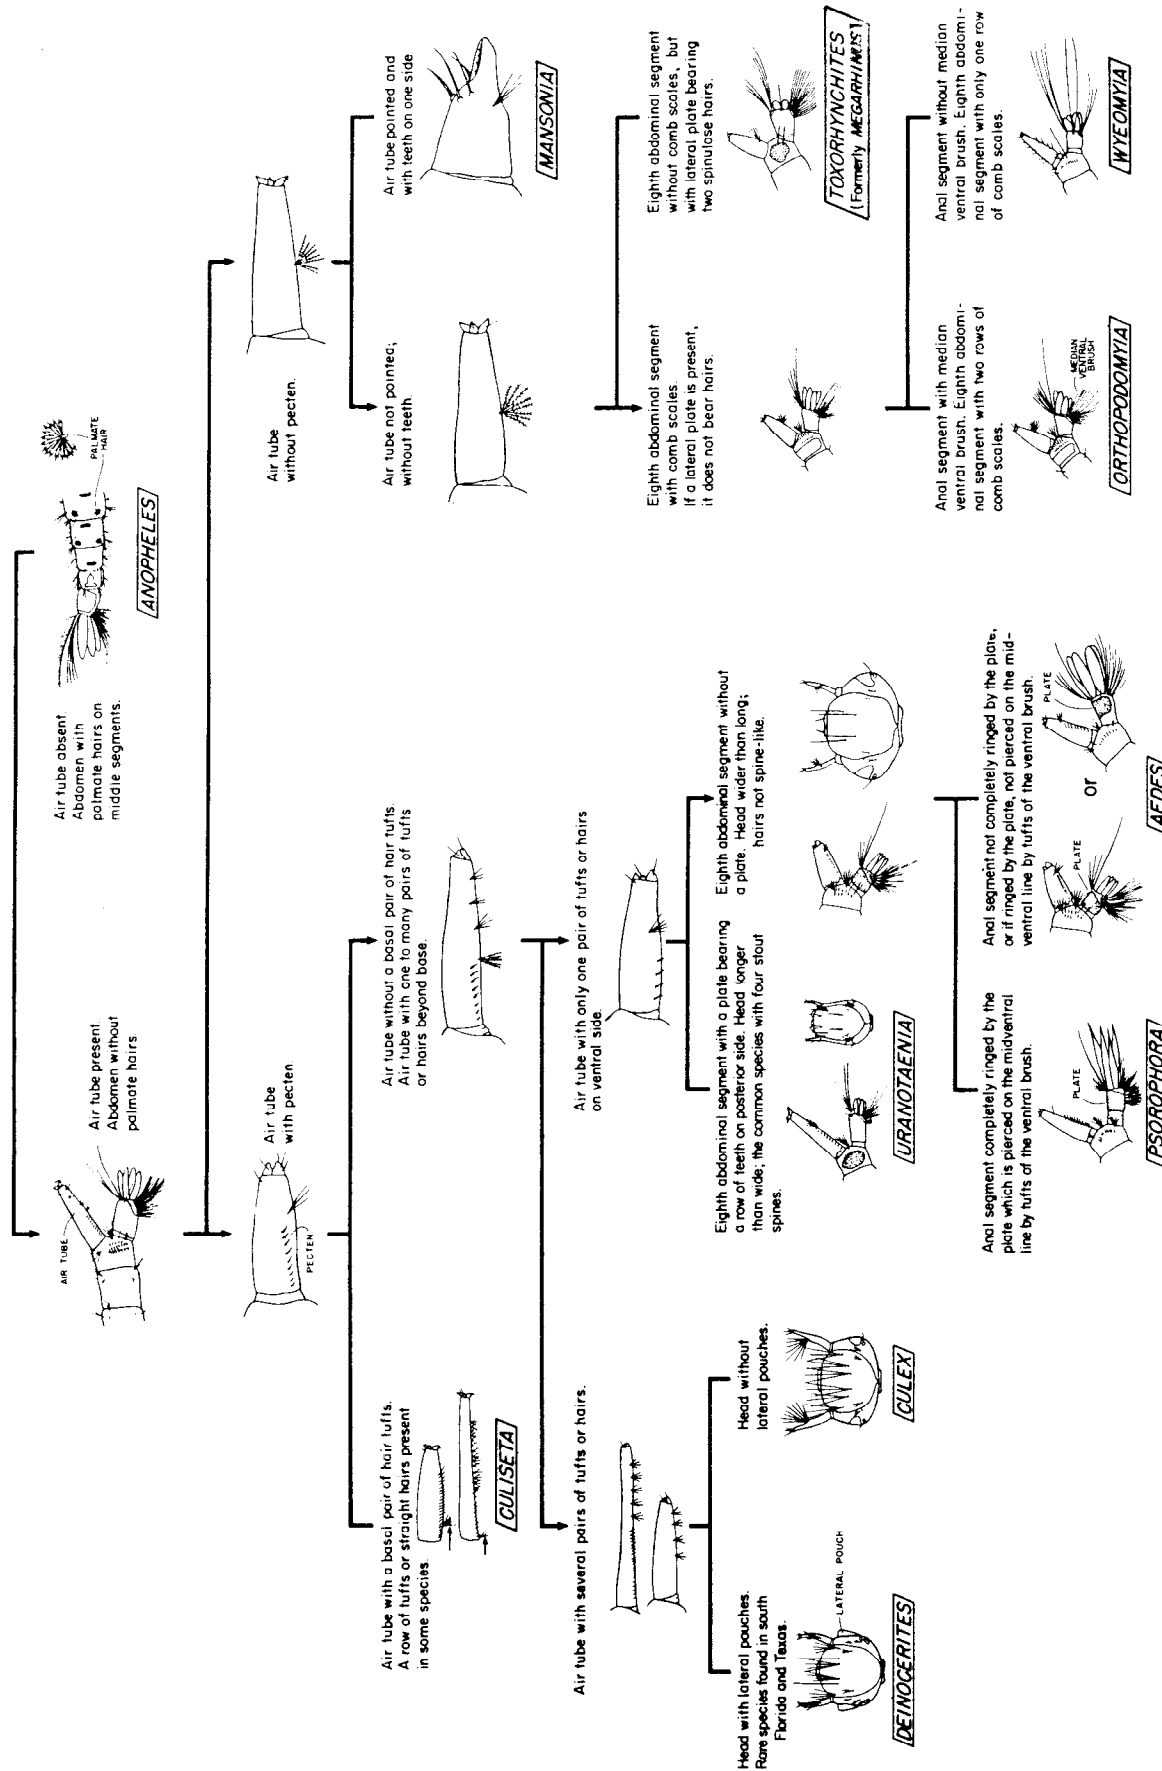 Air tube absent.
Abdomen with
palmate hairs on
middle segments.
PALMATE
HAIR
ANOPHELES
AIR TUBE
Air tube present.
Abdomen without
palmate hairs.
Air tube
with pecten.
PECTEN
Air tube
without pecten.
Air tube with a basal pair of hair tufts.
A row of tufts or straight hairs present
in some species.
CULISETA
Air tube without a basal pair of hair tufts.
Air tube with one to many pairs of tufts
or hairs beyond base.
Air tube not pointed;
without teeth.
Air tube pointed and
with teeth on one side
MANSONIA
Air tube with several pairs of tufts or hairs.
Air tube with only one pair of tufts or hairs
on ventral side.
Eighth abdominal segment
with comb scales.
If a lateral plate is present,
it does not bear hairs.
Eighth abdominal segment
without comb scales, but
with lateral plate bearing
two spinulase hairs.
TOXORHYNCHITES
(Formerly MEGARHINUS)
Head with lateral pouches.
Rare species found in south
Florida and Texas.
LATERAL POUCH
DEINOCERITES
Head without
lateral pouches.
CULEX
Eighth abdominal segment with a plate bearing
a row of teeth on posterior side. Head longer
than wide; the common species with four stout
spines.
URANOTAENIA
Eighth abdominal segment without
a plate. Head wider than long;
hairs not spine-like.
Anal segment with median
ventral brush. Eighth abdomi-
nal segment with two rows of
comb scales.
MEDIAN
VENTRAL
BRUSH
ORTHOPODOMYIA
Anal segment without median
ventral brush. Eighth abdomi-
nal segment with only one row
of comb scales.
WYEOMYIA
Anal segment completely ringed by the
plate which is pierced on the midventral
line by tufts of the ventral brush.
PLATE
PSOROPHORA
Anal segment not completely ringed by the plate,
or if ringed by the plate, not pierced on the mid-
ventral line by tufts of the ventral brush.
PLATE
or
PLATE
AEDES